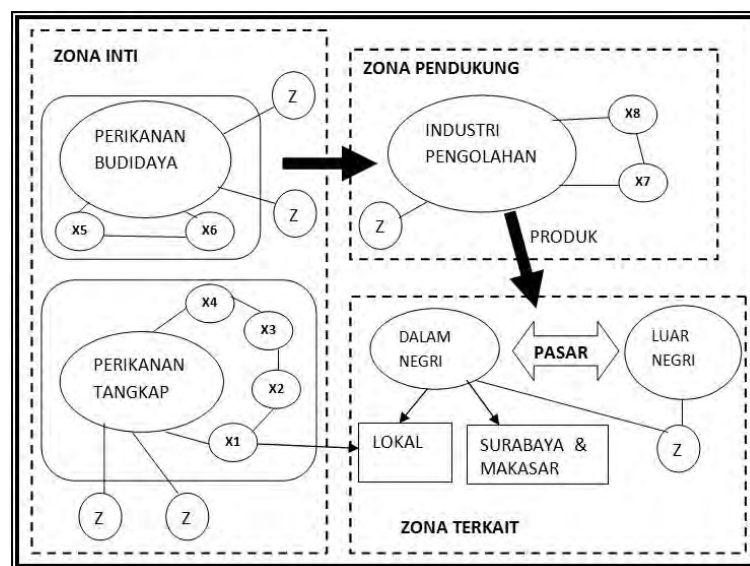 ZONA INTI
Z
PERIKANAN
BUDIDAYA
Z
X5
X6
X4
X3
PERIKANAN
TANGKAP
X2
X1
Z
Z
ZONA PENDUKUNG
X8
INDUSTRI
PENGOLAHAN
X7
Z
PRODUK
DALAM
NEGRI
PASAR
LUAR
NEGRI
LOKAL
SURABAYA &
MAKASAR
Z
ZONA TERKAIT